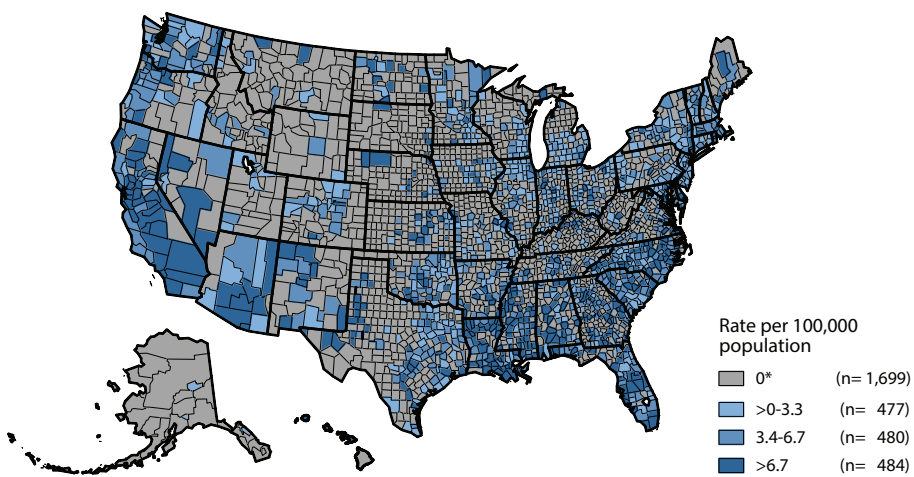 Rate per 100,000
population
0* (n= 1,699)
>0-3.3 (n= 477)
3.4-6.7 (n= 480)
>6.7 (n= 484)